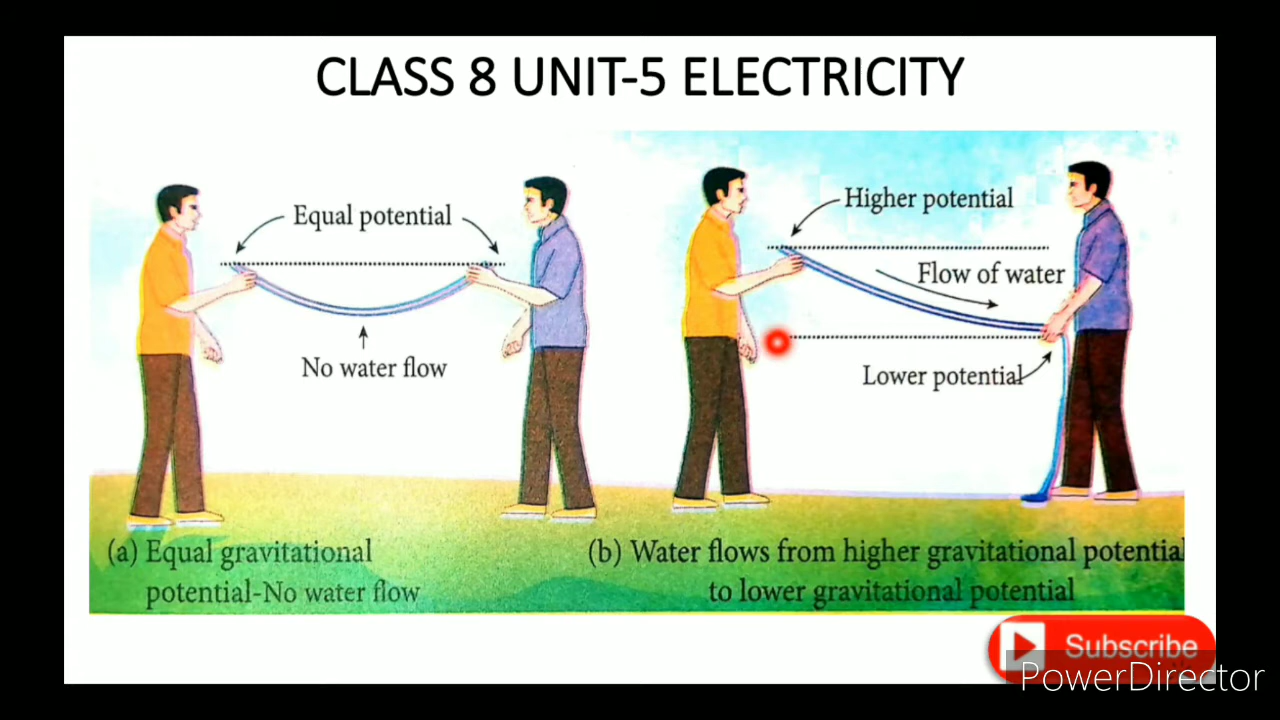 CLASS 8 UNIT-5 ELECTRICITY
Equal potential
No water flow
(a) Equal gravitational
potential-No water flow
Higher potential
Flow of water
Lower potential
(b) Water flows from higher gravitational potentia
to lower gravitational potential
Subscribe
PowerDirector